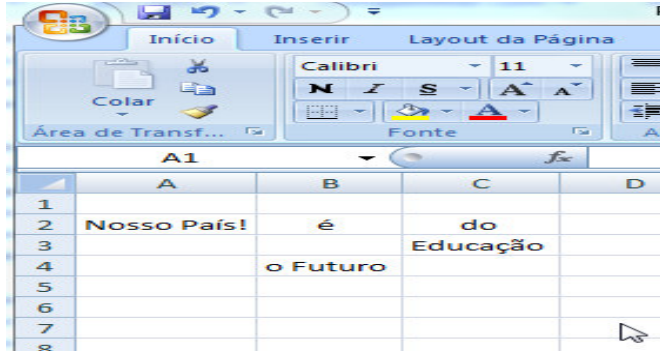 Início Inserir Layout da Página
Calibri 11
N I S A A
Colar A
Área de Transf... Fonte
A1 fx
A B C D
1
2 Nosso País! é do
3 Educação
4 o Futuro
5
6
7
8